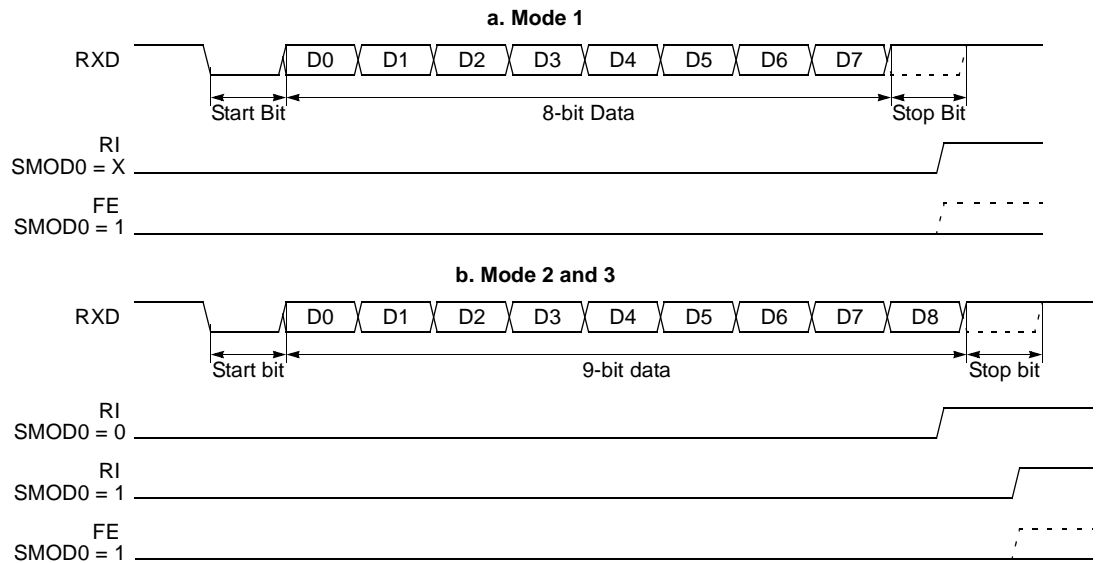 a. Mode 1
RXD D0 D1 D2 D3 D4 D5 D6 D7
Start Bit 8-bit Data Stop Bit
RI
SMOD0 = X
FE
SMOD0 = 1
b. Mode 2 and 3
RXD D0 D1 D2 D3 D4 D5 D6 D7 D8
Start bit 9-bit data Stop bit
RI
SMOD0 = 0
RI
SMOD0 = 1
FE
SMOD0 = 1